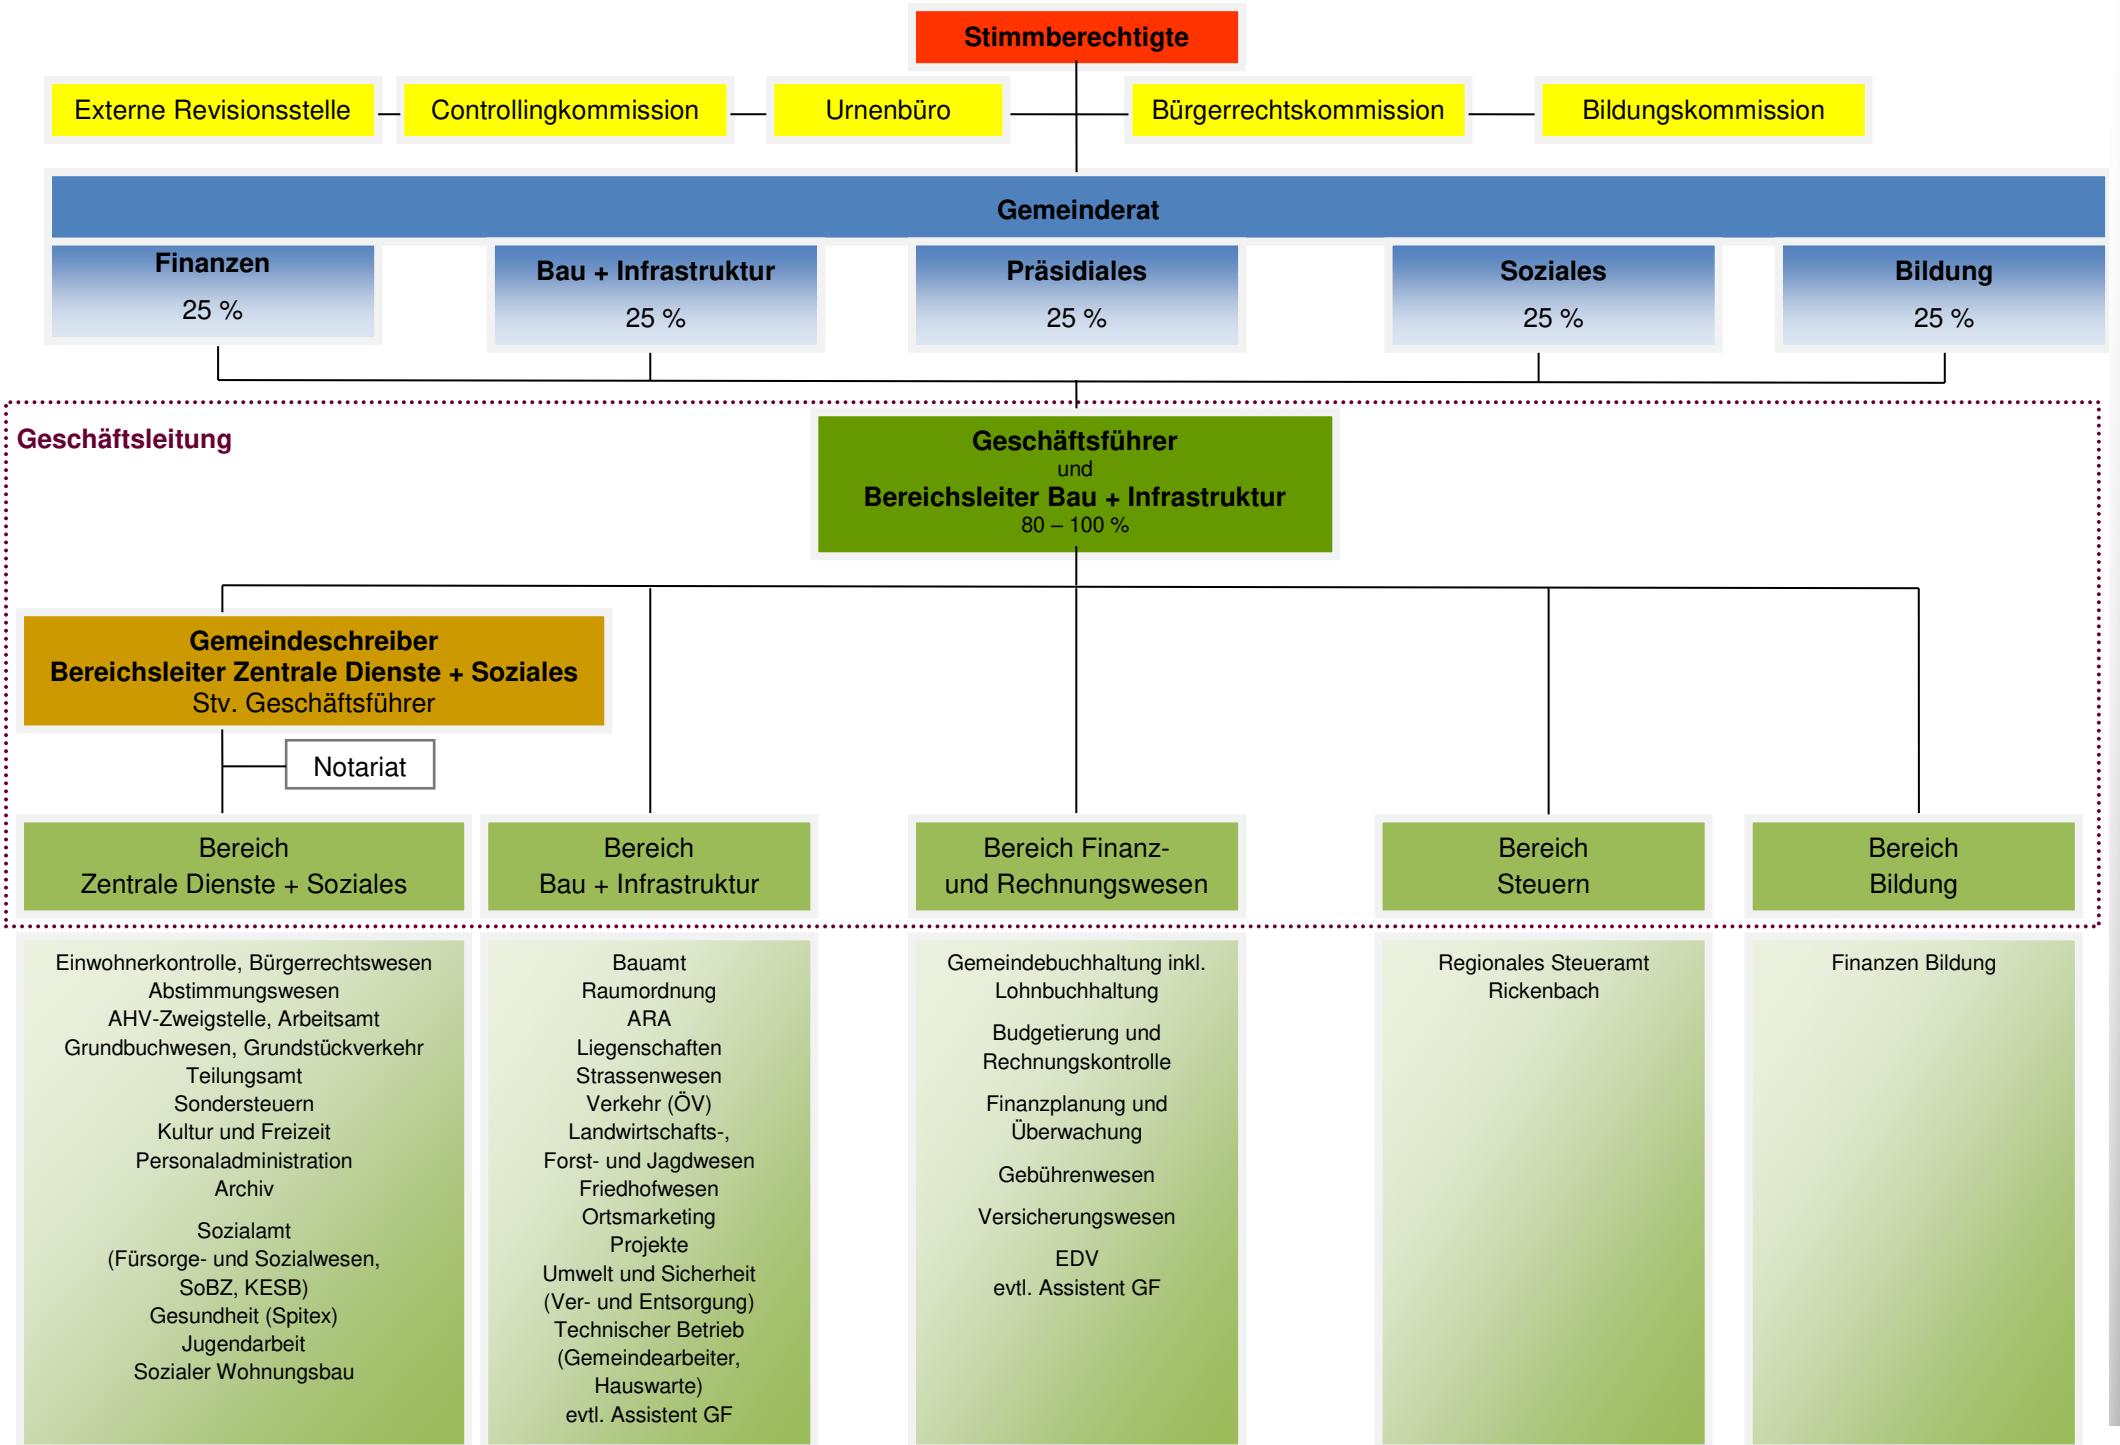 Stimmberechtigte
Externe Revisionsstelle
Controllingkommission
Urnenbüro
Bürgerrechtskommission
Bildungskommission
Gemeinderat
Finanzen
25 %
Bau + Infrastruktur
25 %
Präsidiales
25 %
Soziales
25 %
Bildung
25 %
Geschäftsleitung
Geschäftsführer
und
Bereichsleiter Bau + Infrastruktur
80 – 100 %
Gemeindeschreiber
Bereichsleiter Zentrale Dienste + Soziales
Stv. Geschäftsführer
Notariat
Bereich
Zentrale Dienste + Soziales
Bereich
Bau + Infrastruktur
Bereich Finanz-
und Rechnungswesen
Bereich
Steuern
Bereich
Bildung
Einwohnerkontrolle, Bürgerrechtswesen
Abstimmungswesen
AHV-Zweigstelle, Arbeitsamt
Grundbuchwesen, Grundstückverkehr
Teilungsamt
Sondersteuern
Kultur und Freizeit
Personaladministration
Archiv
Sozialamt
(Fürsorge- und Sozialwesen,
SoBZ, KESB)
Gesundheit (Spitex)
Jugendarbeit
Sozialer Wohnungsbau
Bauamt
Raumordnung
ARA
Liegenschaften
Strassenwesen
Verkehr (ÖV)
Landwirtschafts-,
Forst- und Jagdwesen
Friedhofwesen
Ortsmarketing
Projekte
Umwelt und Sicherheit
(Ver- und Entsorgung)
Technischer Betrieb
(Gemeindearbeiter,
Hauswarte)
evtl. Assistent GF
Gemeindebuchhaltung inkl.
Lohnbuchhaltung
Budgetierung und
Rechnungskontrolle
Finanzplanung und
Überwachung
Gebührenwesen
Versicherungswesen
EDV
evtl. Assistent GF
Regionales Steueramt
Rickenbach
Finanzen Bildung